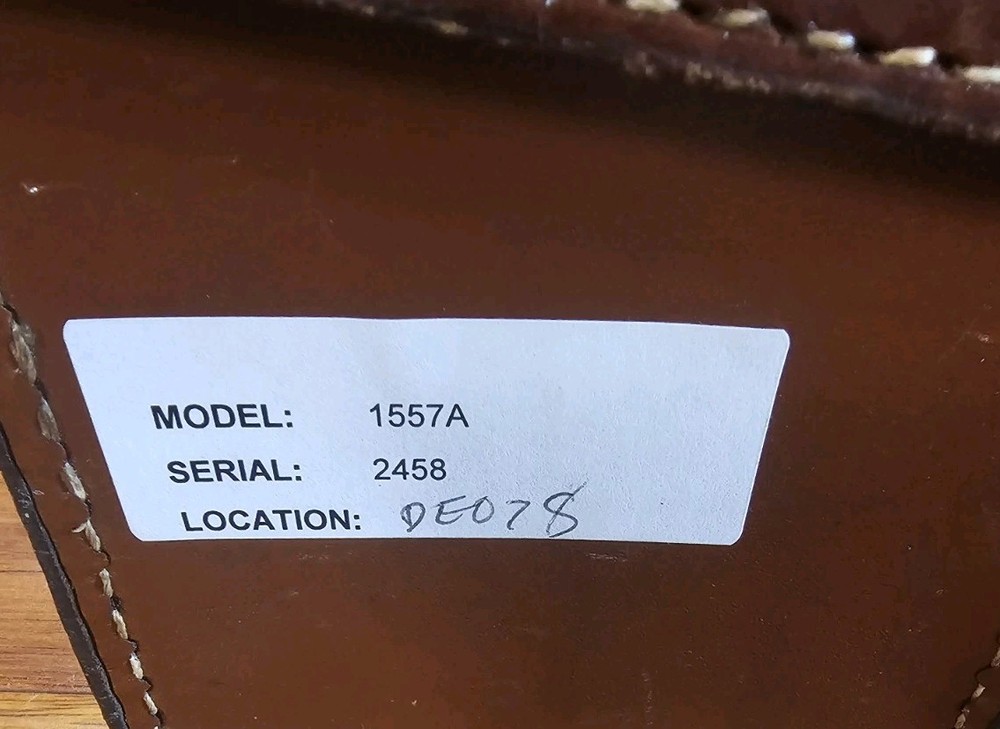 MODEL: 1557A
SERIAL: 2458
LOCATION: DE078